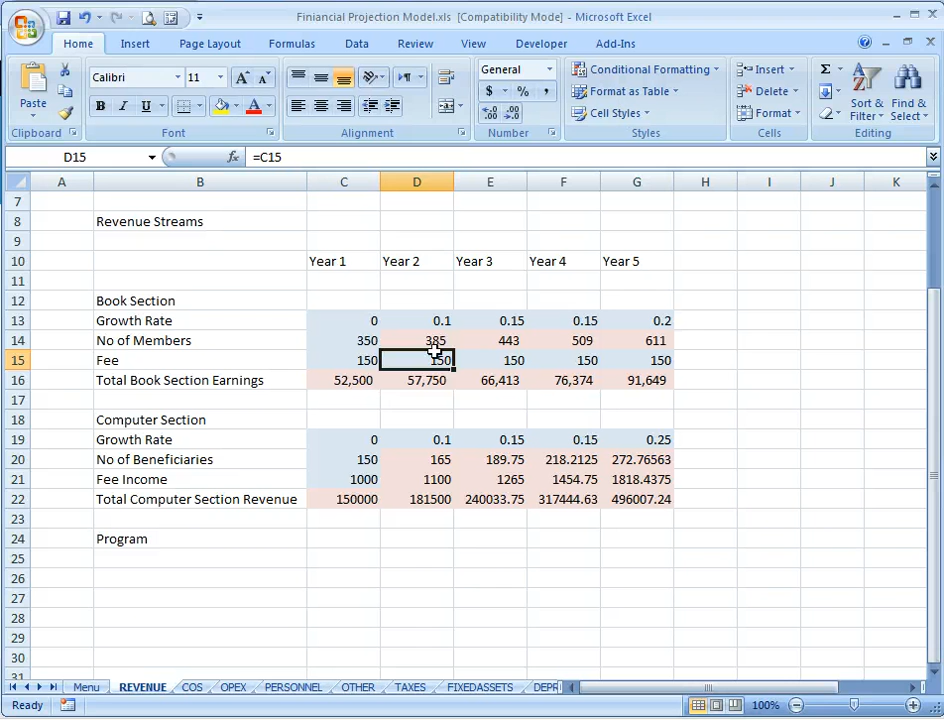 Finiancial Projection Model.xls [Compatibility Mode] - Microsoft Excel
Home Insert Page Layout Formulas Data Review View Developer Add-Ins
Calibri 11 General Conditional Formatting Insert
Paste B I U A $ % , Format as Table Delete Sort & Find &
Cell Styles Format Filter Select
Clipboard Font Alignment Number Styles Cells Editing
D15 fx =C15
A B C D E F G H I J K
7
8 Revenue Streams
9
10 Year 1 Year 2 Year 3 Year 4 Year 5
11
12 Book Section
13 Growth Rate 0 0.1 0.15 0.15 0.2
14 No of Members 350 385 443 509 611
15 Fee 150 150 150 150 150
16 Total Book Section Earnings 52,500 57,750 66,413 76,374 91,649
17
18 Computer Section
19 Growth Rate 0 0.1 0.15 0.15 0.25
20 No of Beneficiaries 150 165 189.75 218.2125 272.76563
21 Fee Income 1000 1100 1265 1454.75 1818.4375
22 Total Computer Section Revenue 150000 181500 240033.75 317444.63 496007.24
23
24 Program
25
26
27
28
29
30
31
Menu REVENUE COS OPEX PERSONNEL OTHER TAXES FIXEDASSETS DEPR
Ready 100%